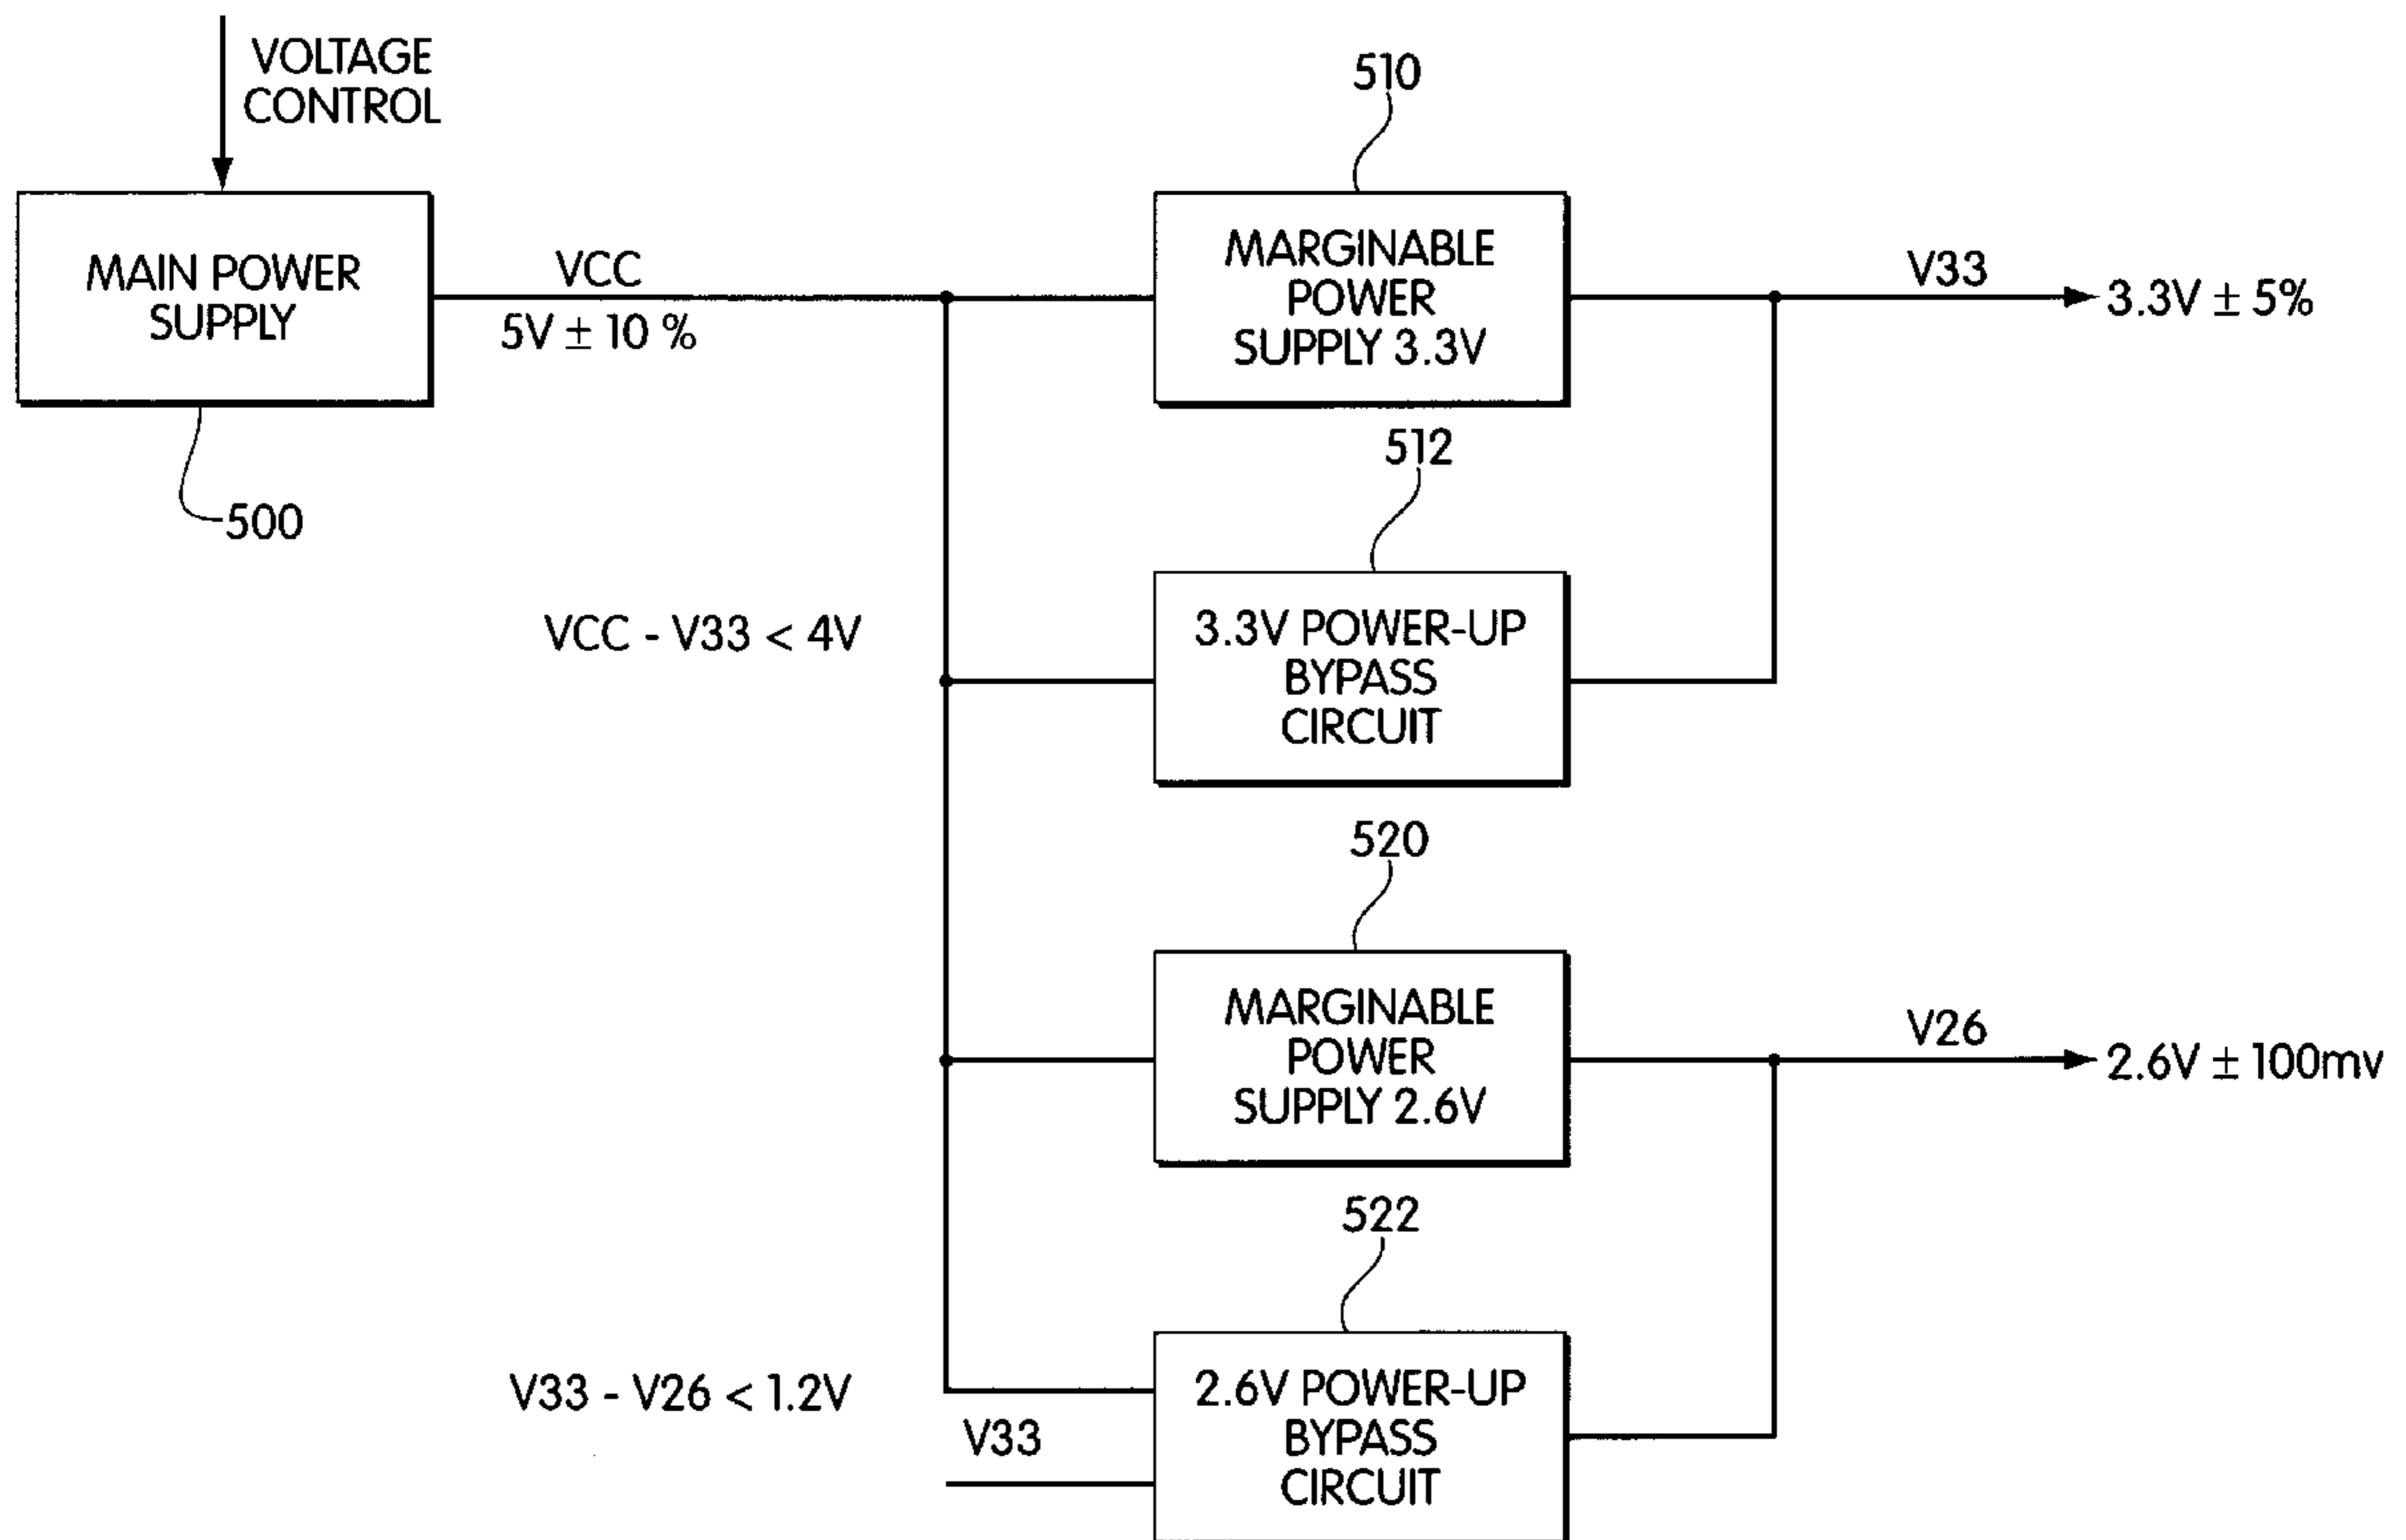 VOLTAGE
CONTROL
510
MAIN POWER
SUPPLY
VCC
5V ± 10 %
MARGINABLE
POWER
SUPPLY 3.3V
V33
3.3V ± 5%
500
512
VCC - V33 < 4V
3.3V POWER-UP
BYPASS
CIRCUIT
520
MARGINABLE
POWER
SUPPLY 2.6V
V26
2.6V ± 100mv
522
V33 - V26 < 1.2V
V33
2.6V POWER-UP
BYPASS
CIRCUIT